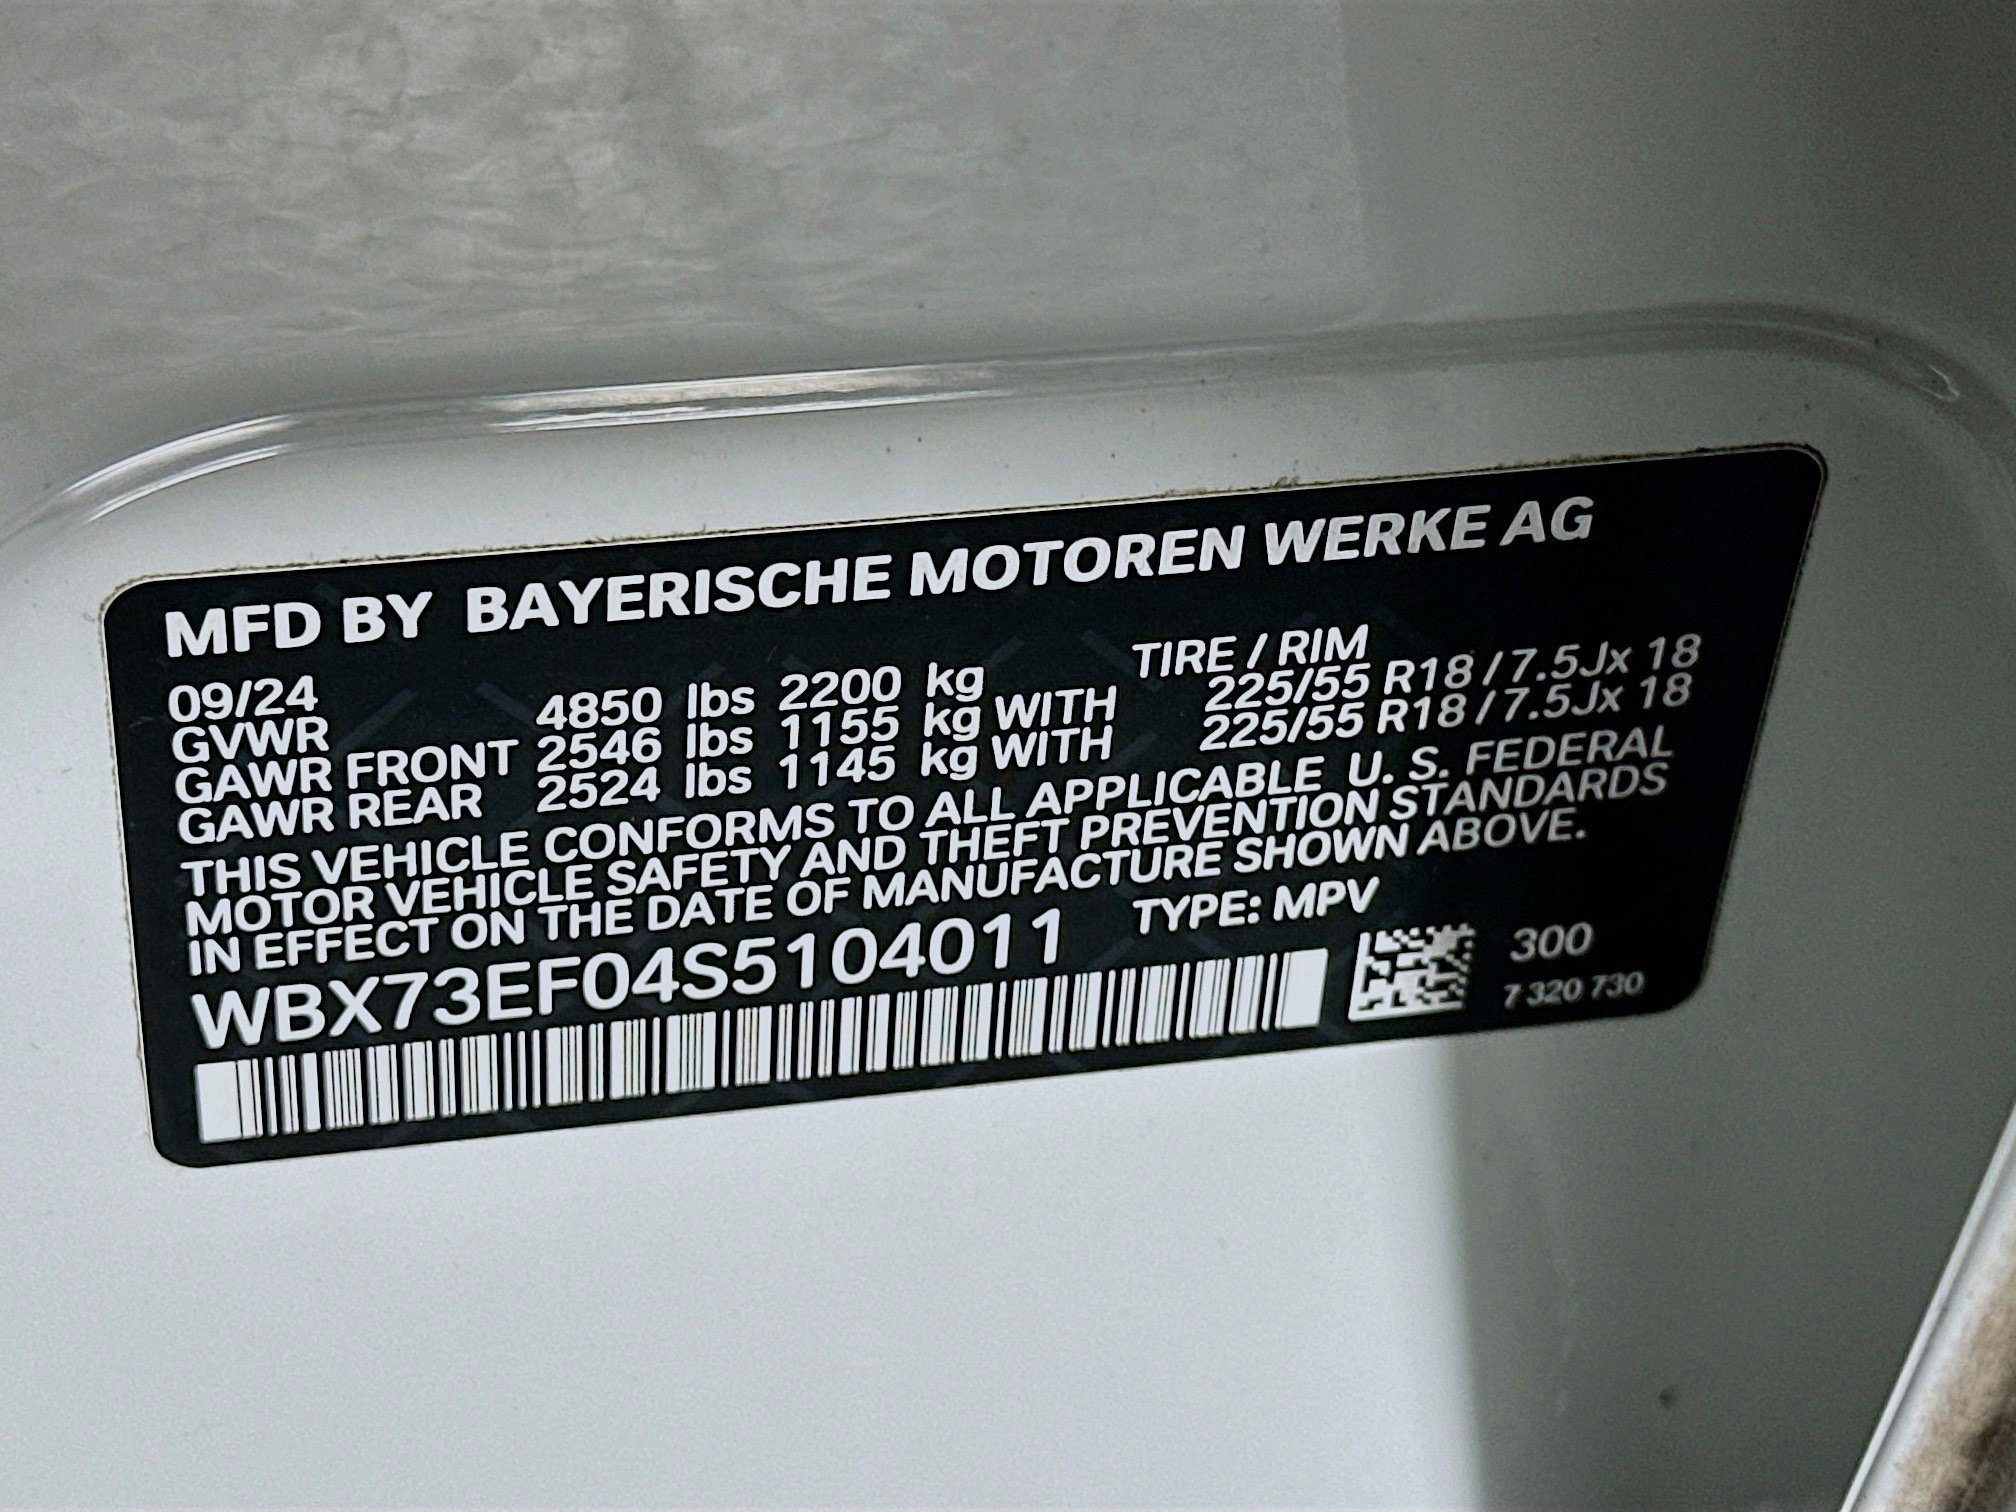 MFD BY BAYERISCHE MOTOREN WERKE AG
09/24 TIRE / RIM
GVWR 4850 lbs 2200 kg
GAWR FRONT 2546 lbs 1155 kg WITH 225/55 R18 / 7.5Jx 18
GAWR REAR 2524 lbs 1145 kg WITH 225/55 R18 / 7.5Jx 18
THIS VEHICLE CONFORMS TO ALL APPLICABLE U. S. FEDERAL
MOTOR VEHICLE SAFETY AND THEFT PREVENTION STANDARDS
IN EFFECT ON THE DATE OF MANUFACTURE SHOWN ABOVE.
WBX73EF04S5104011 TYPE: MPV
300
7 320 730